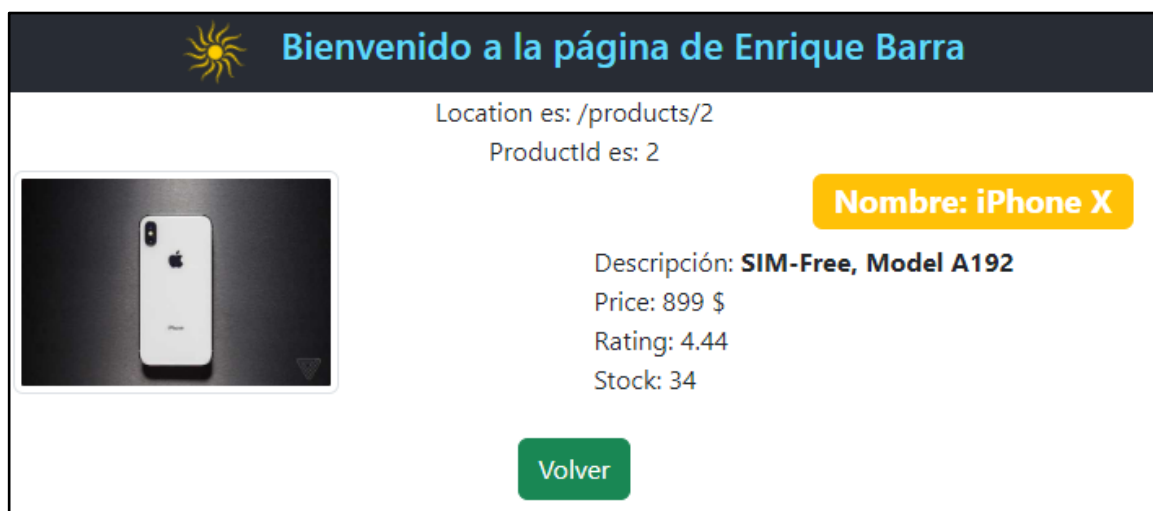 Bienvenido a la página de Enrique Barra
Location es: /products/2
ProductId es: 2
Nombre: iPhone X
Descripción: SIM-Free, Model A192
Price: 899 $
Rating: 4.44
Stock: 34
Volver